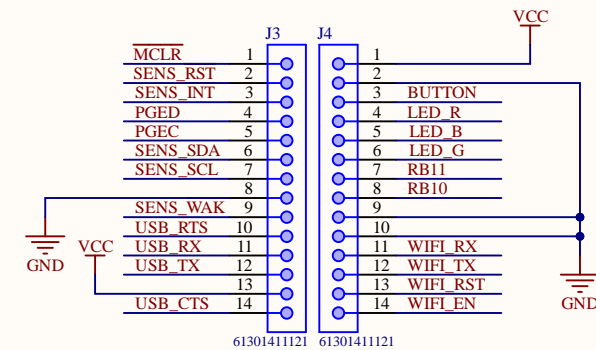 VCC
J3 J4
MCLR 1 1
SENS_RST 2 2
SENS_INT 3 3 BUTTON
PGED 4 4 LED_R
PGEC 5 5 LED_B
SENS_SDA 6 6 LED_G
SENS_SCL 7 7 RB11
8 8 RB10
SENS_WAK 9 9
USB_RTS 10 10
VCC USB_RX 11 11 WIFI_RX
GND USB_TX 12 12 WIFI_TX
13 13 WIFI_RST
USB_CTS 14 14 WIFI_EN GND
61301411121 61301411121